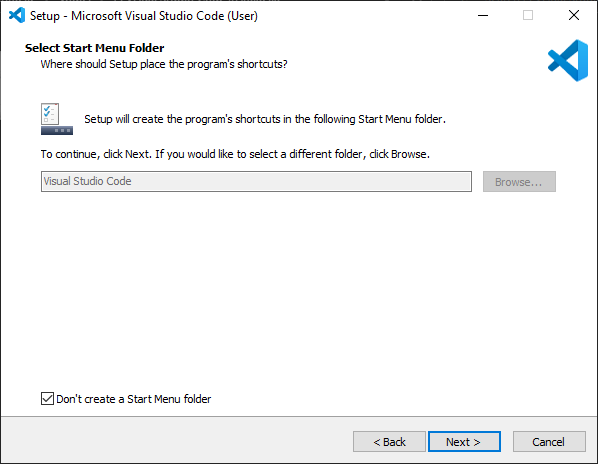 Setup - Microsoft Visual Studio Code (User)
Select Start Menu Folder
Where should Setup place the program's shortcuts?
Setup will create the program's shortcuts in the following Start Menu folder.
To continue, click Next. If you would like to select a different folder, click Browse.
Visual Studio Code
Browse...
Don't create a Start Menu folder
< Back
Next >
Cancel